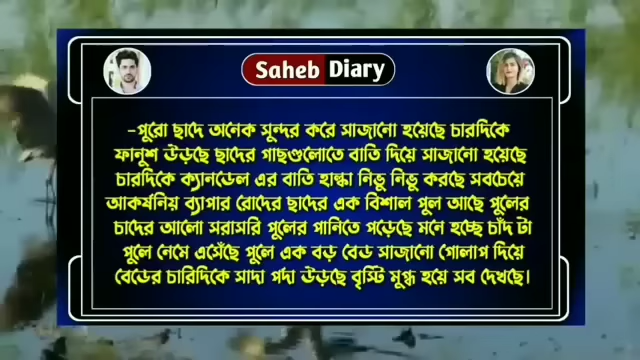 Saheb Diary
-পুরো ছাদে অনেক সুন্দর করে সাজানো হয়েছে চারদিকে
ফানুশ উড়ছে ছাদের গাছগুলোতে বাতি দিয়ে সাজানো হয়েছে
চারদিকে ক্যানডেল এর বাতি হাল্কা নিভু নিভু করছে সবচেয়ে
আকর্ষনিয় ব্যাপার রোদের ছাদের এক বিশাল পুল আছে পুলের
চাদের আলো সরাসরি পুলের পানিতে পড়েছে মনে হচ্ছে চাঁদ টা
পুলে নেমে এসেঁছে পুলে এক বড় বেড সাজানো গোলাপ দিয়ে
বেডের চারিদিকে সাদা পর্দা উড়ছে বৃস্টি মুগ্ধ হয়ে সব দেখছে।